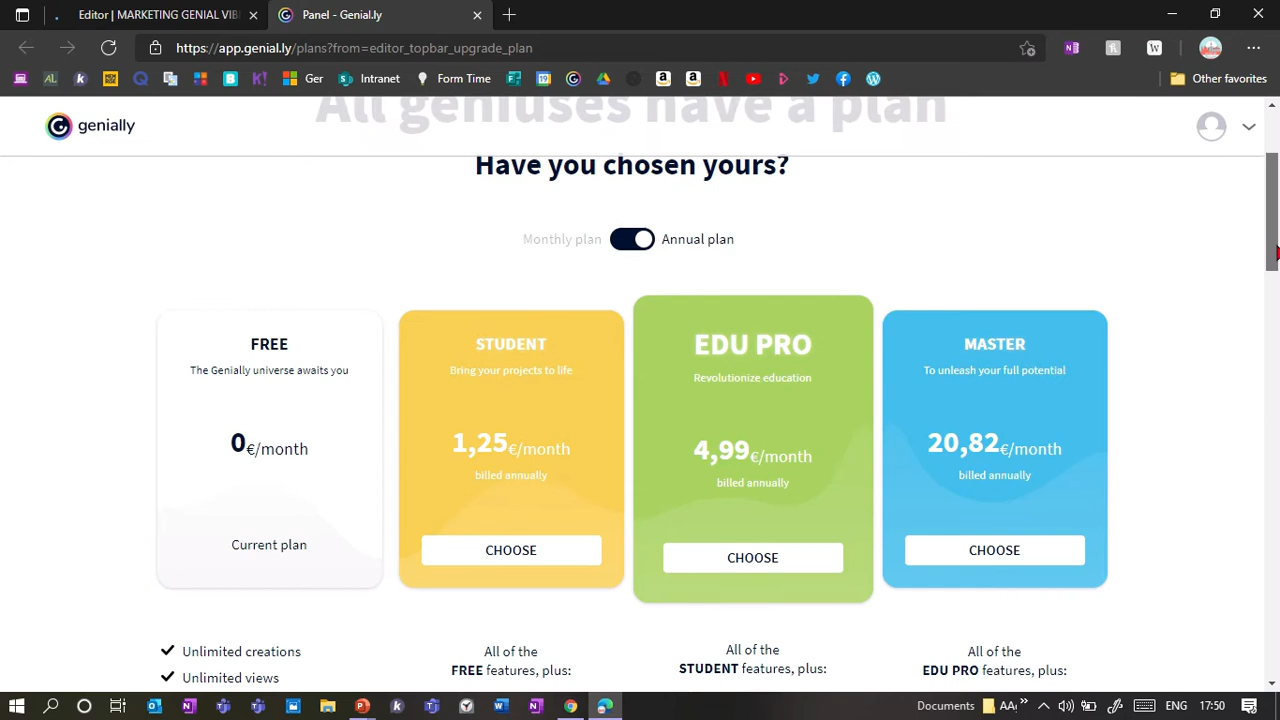 Editor | MARKETING GENIAL VIB
Panel - Genial.ly
https://app.genial.ly/plans?from=editor_topbar_upgrade_plan
Ger
Intranet
Form Time
Other favorites
All geniuses have a plan
genially
Have you chosen yours?
Monthly plan
Annual plan
FREE
The Genially universe awaits you
0€/month
Current plan
STUDENT
Bring your projects to life
1,25€/month
billed annually
CHOOSE
EDU PRO
Revolutionize education
4,99€/month
billed annually
CHOOSE
MASTER
To unleash your full potential
20,82€/month
billed annually
CHOOSE
Unlimited creations
Unlimited views
All of the
FREE features, plus:
All of the
STUDENT features, plus:
All of the
EDU PRO features, plus:
Documents
ENG
17:50